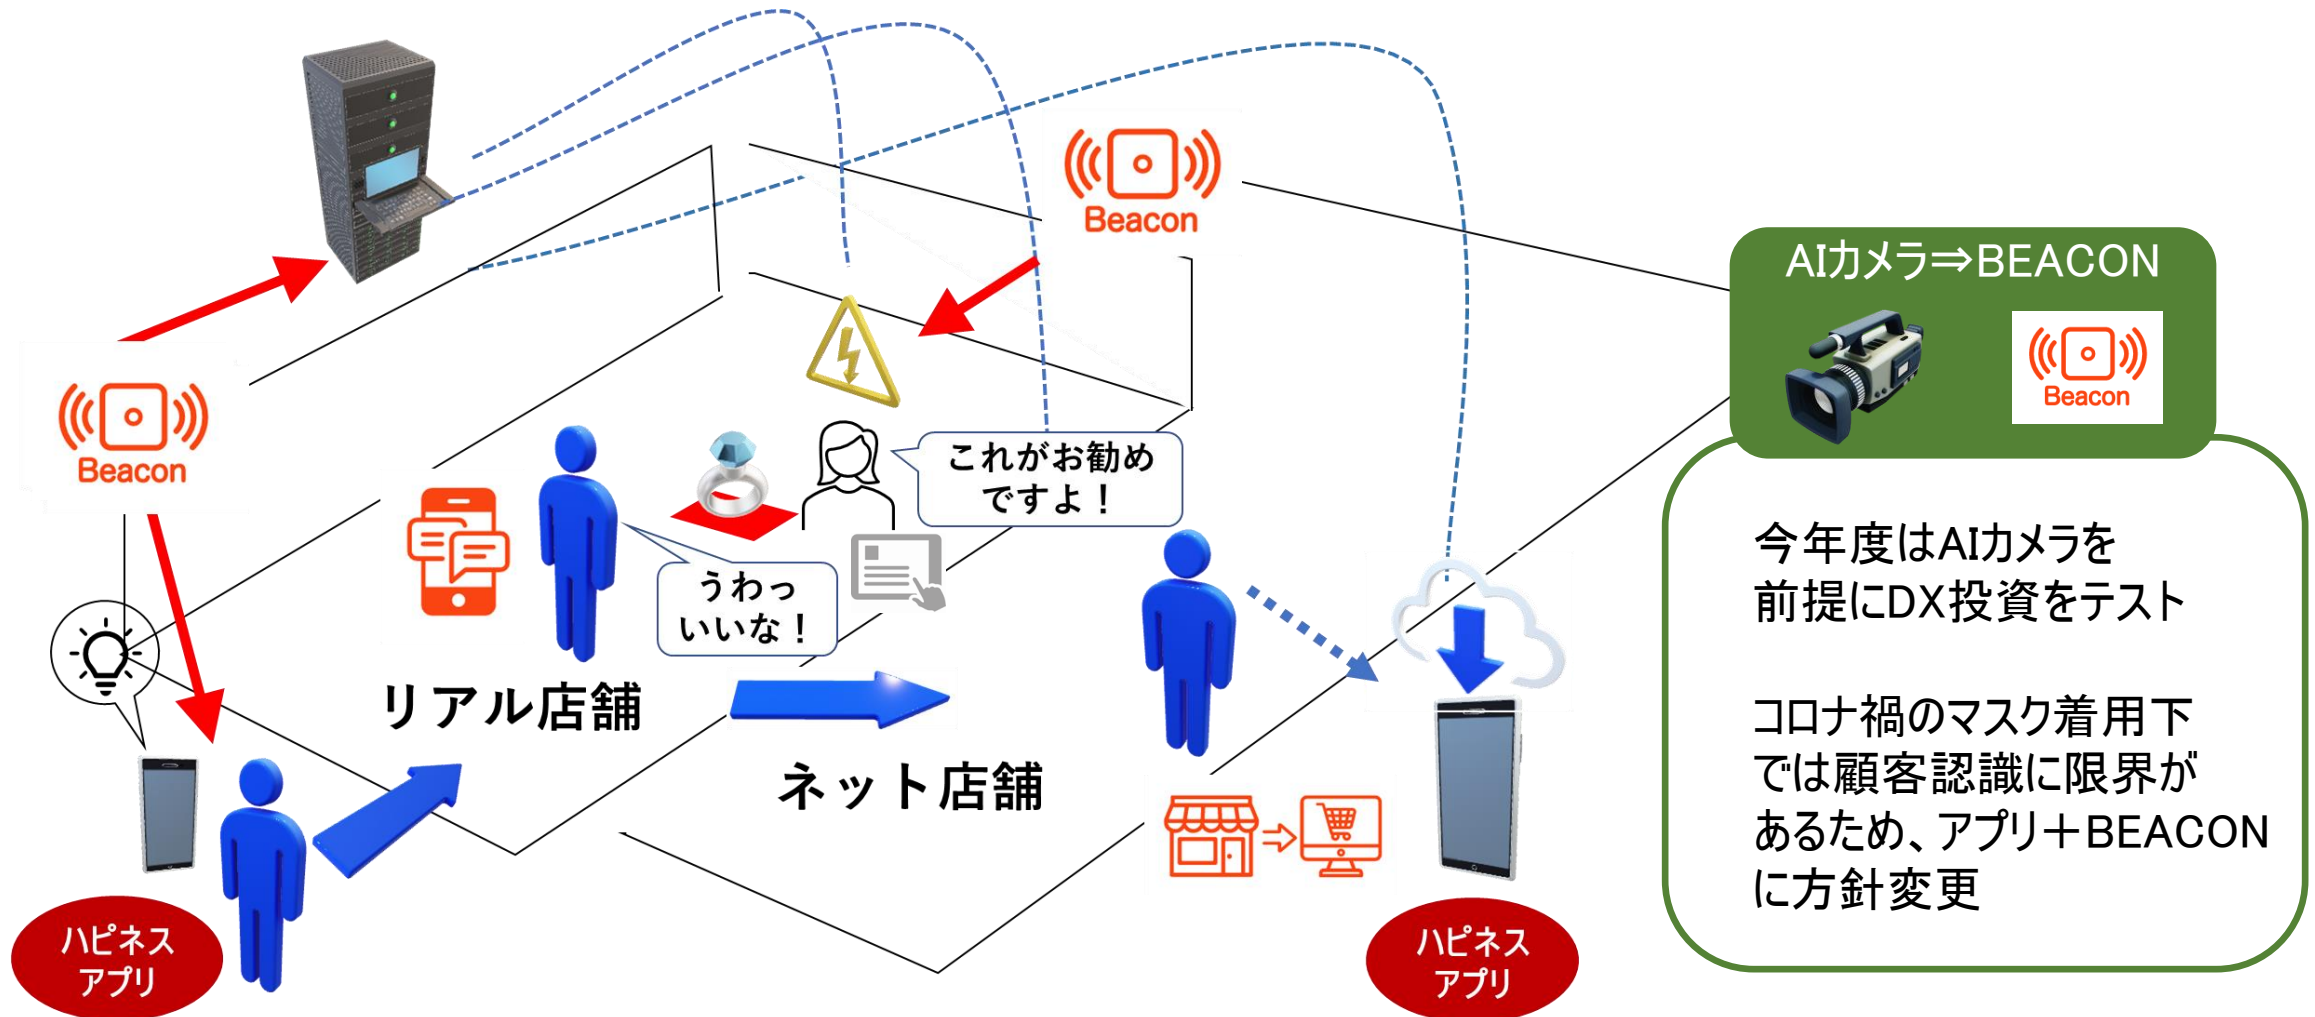 Beacon
AIカメラ⇒BEACON
Beacon
Beacon
これがお勧め
ですよ！
うわっ
いいな！
リアル店舗
ネット店舗
ハピネス
アプリ
ハピネス
アプリ
今年度はAIカメラを
前提にDX投資をテスト
コロナ禍のマスク着用下
では顧客認識に限界が
あるため、アプリ＋BEACON
に方針変更